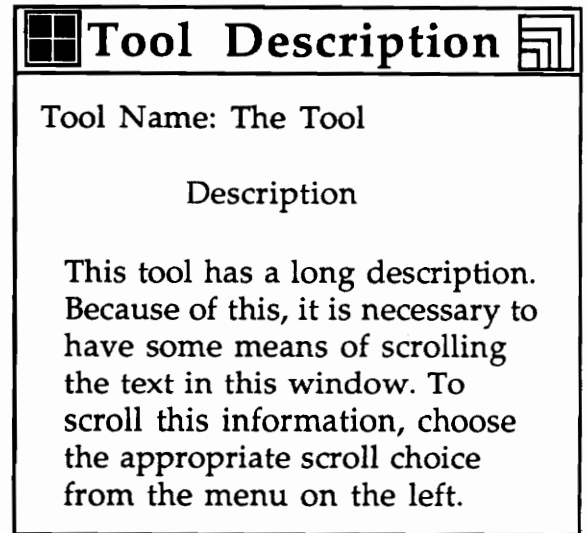 Tool Description
Tool Name: The Tool
Description
This tool has a long description.
Because of this, it is necessary to
have some means of scrolling
the text in this window. To
scroll this information, choose
the appropriate scroll choice
from the menu on the left.